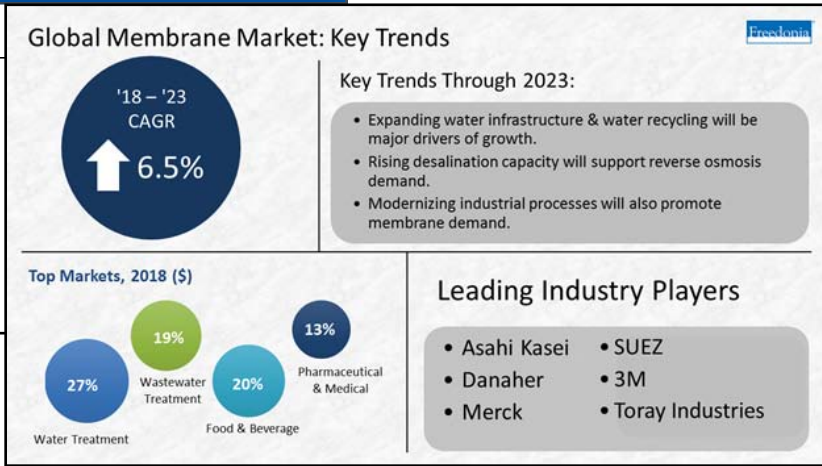 Global Membrane Market: Key Trends
Freedonia
'18 – '23
CAGR
6.5%
Key Trends Through 2023:
• Expanding water infrastructure & water recycling will be
major drivers of growth.
• Rising desalination capacity will support reverse osmosis
demand.
• Modernizing industrial processes will also promote
membrane demand.
Top Markets, 2018 ($)
27%
Water Treatment
19%
Wastewater
Treatment
20%
Food & Beverage
13%
Pharmaceutical
& Medical
Leading Industry Players
• Asahi Kasei
• Danaher
• Merck
• SUEZ
• 3M
• Toray Industries